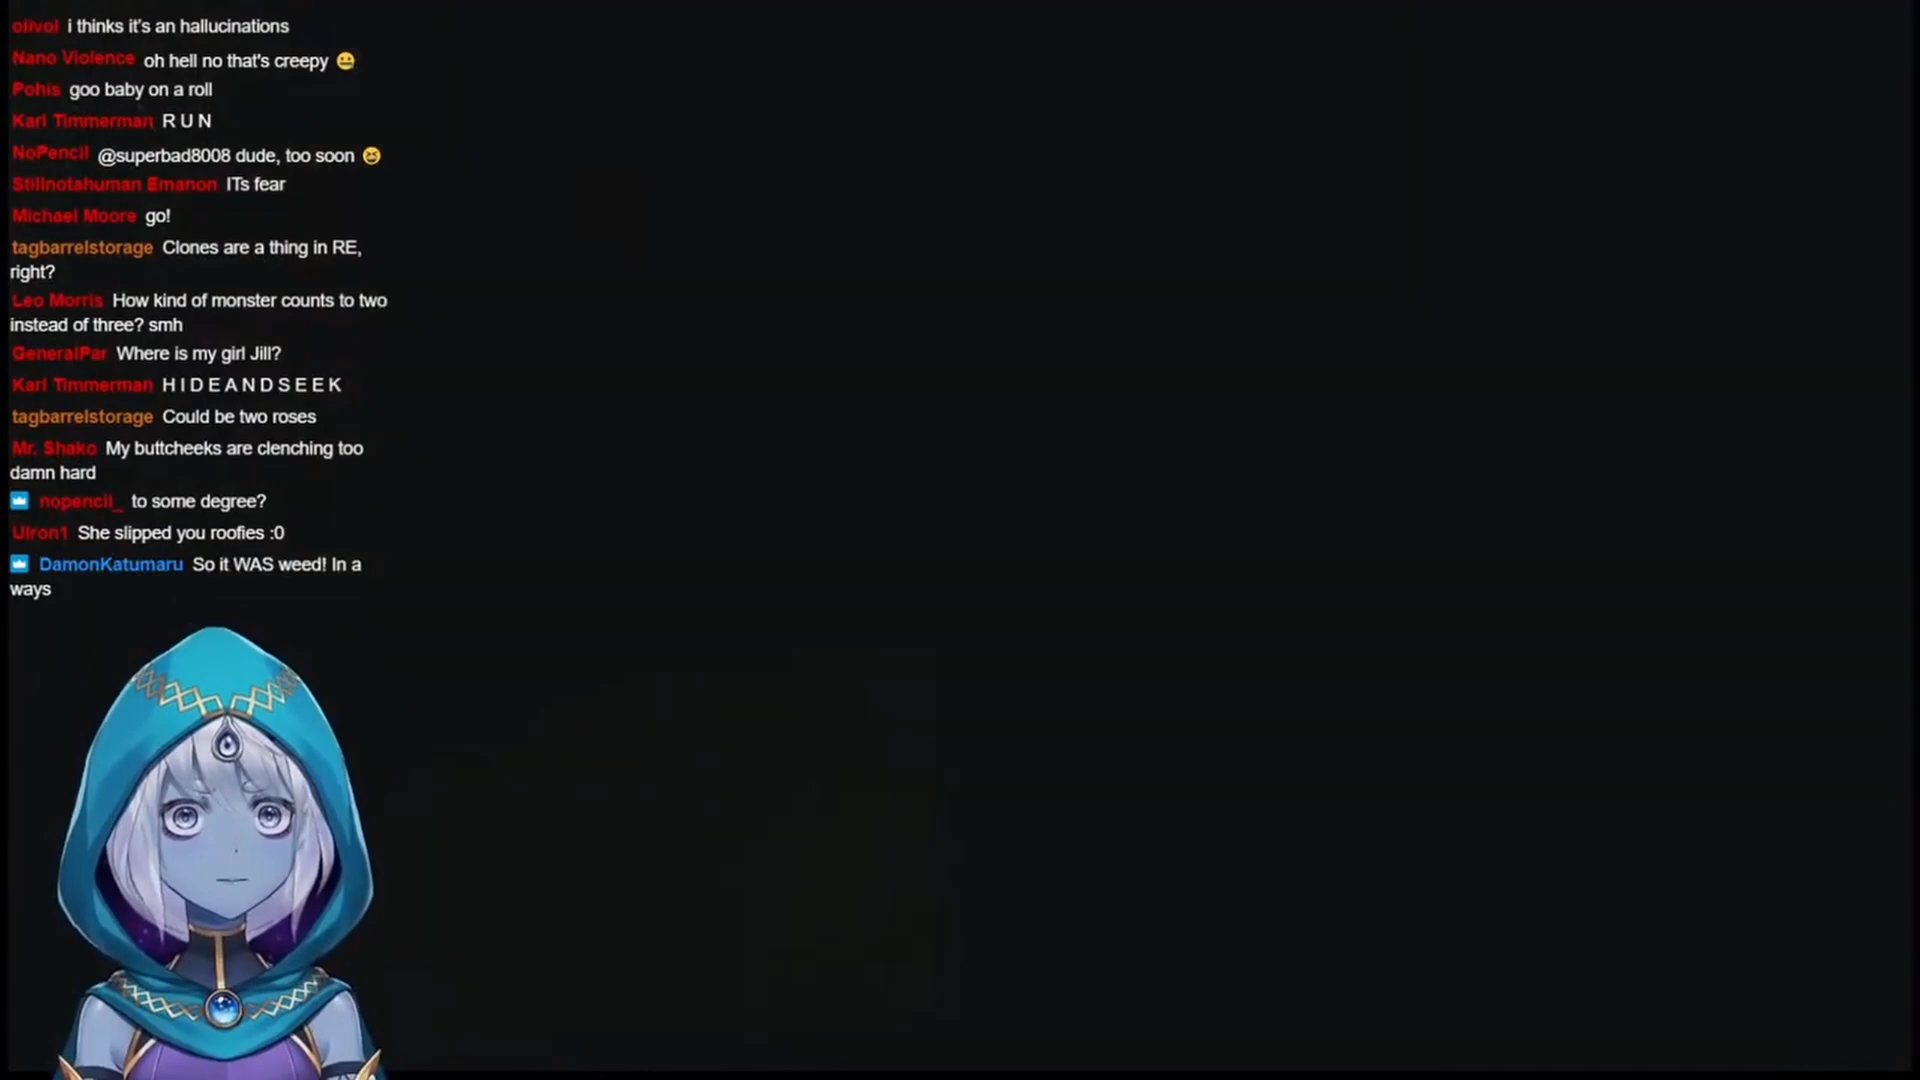 olivol i thinks it's an hallucinations
Nano Violence oh hell no that's creepy 😀
Pohis goo baby on a roll
Karl Timmerman R U N
NoPencil @superbad8008 dude, too soon 😆
Stillnotahuman Emanon ITs fear
Michael Moore go!
tagbarrelstorage Clones are a thing in RE,
right?
Leo Morris How kind of monster counts to two
instead of three? smh
GeneralPar Where is my girl Jill?
Karl Timmerman H I D E A N D S E E K
tagbarrelstorage Could be two roses
Mr. Shako My buttcheeks are clenching too
damn hard
nopencil_ to some degree?
Ulron1 She slipped you roofies :0
DamonKatumaru So it WAS weed! In a
ways